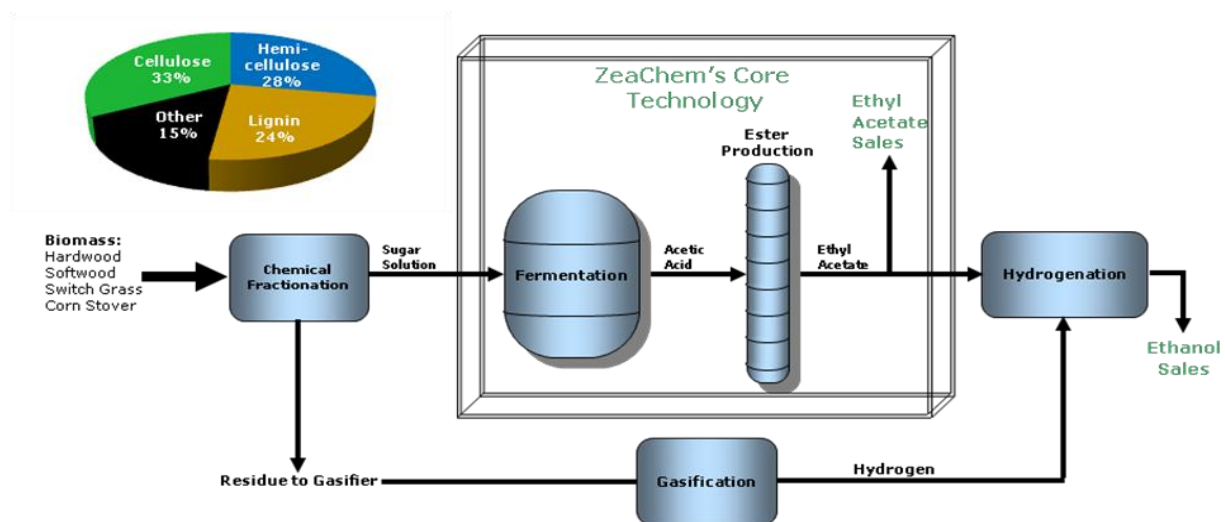 Cellulose
33%
Hemi-
cellulose
28%
Other
15%
Lignin
24%
ZeaChem's Core
Technology
Ethyl
Acetate
Sales
Ester
Production
Biomass:
Hardwood
Softwood
Switch Grass
Corn Stover
Chemical
Fractionation
Sugar
Solution
Fermentation
Acetic
Acid
Ethyl
Acetate
Hydrogenation
Ethanol
Sales
Residue to Gasifier
Gasification
Hydrogen